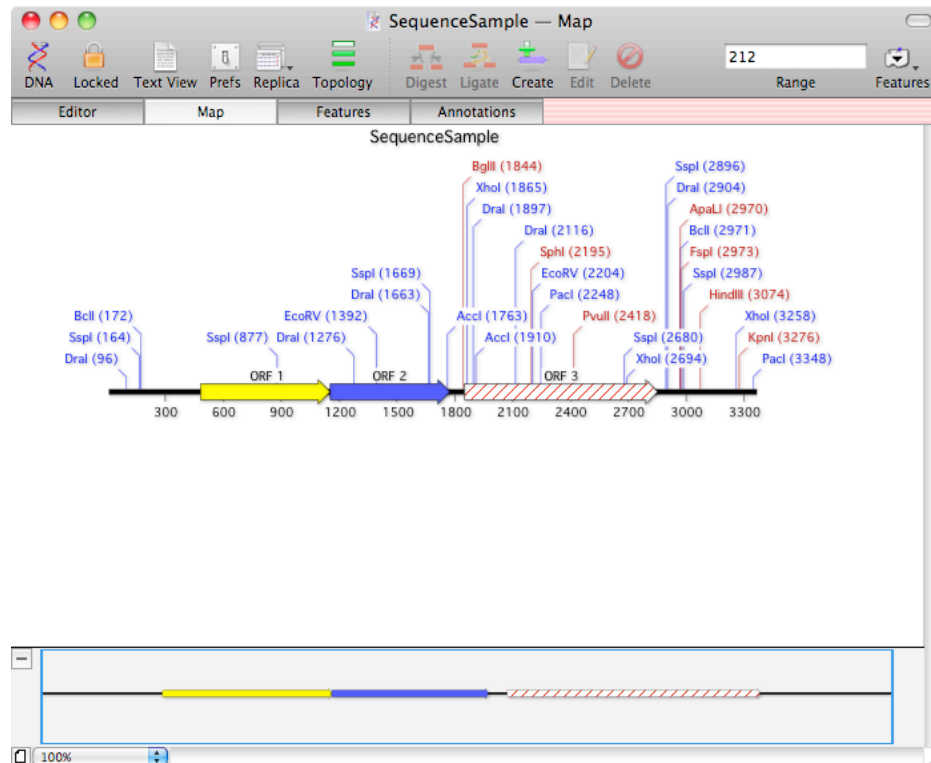 SequenceSample — Map
212
DNA Locked Text View Prefs Replica Topology Digest Ligate Create Edit Delete Range Features
Editor Map Features Annotations
SequenceSample
BglII (1844) SspI (2896)
XhoI (1865) DraI (2904)
DraI (1897) ApaLI (2970)
DraI (2116) BclI (2971)
SphI (2195) FspI (2973)
SspI (1669) EcoRV (2204) SspI (2987)
DraI (1663) PacI (2248) HindIII (3074)
BclI (172) EcoRV (1392) AccI (1763) PvuII (2418) XhoI (3258)
SspI (164) SspI (877) DraI (1276) AccI (1910) SspI (2680) KpnI (3276)
DraI (96) XhoI (2694) PacI (3348)
ORF 1 ORF 2 ORF 3
300 600 900 1200 1500 1800 2100 2400 2700 3000 3300
100%